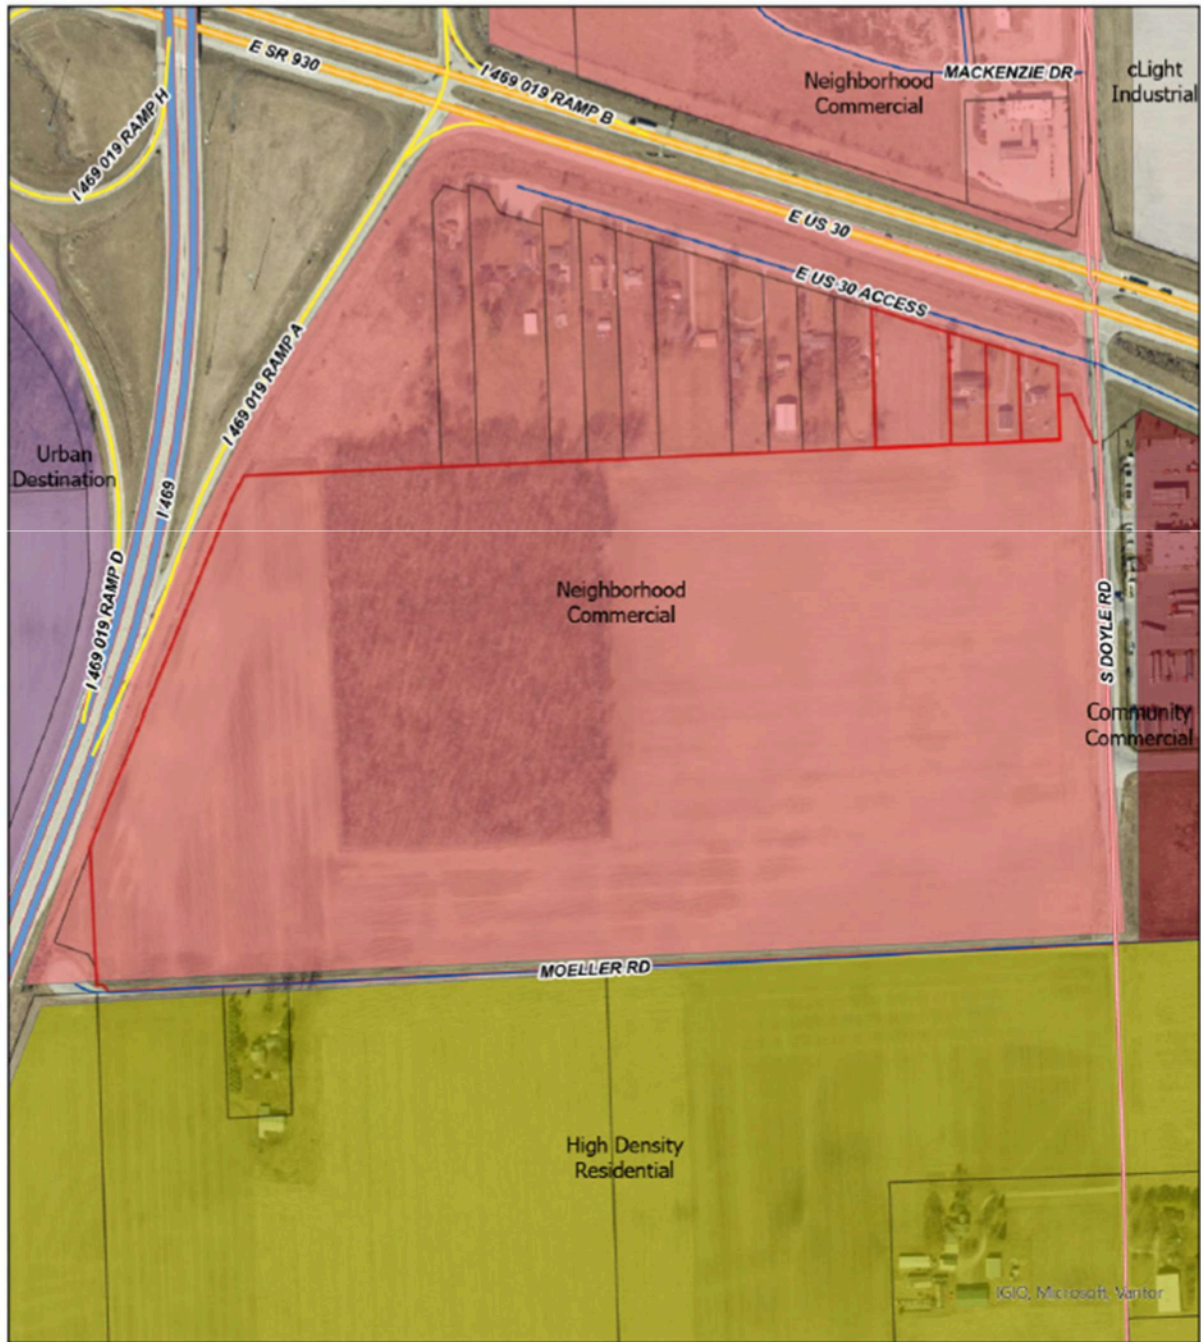 E SR 930
I 469 019 RAMP B
MACKENZIE DR
Neighborhood
Commercial
cLight
Industrial
I 469 019 RAMP H
E US 30
E US 30 ACCESS
I 469 019 RAMP A
Urban
Destination
I 469
I 469 019 RAMP D
Neighborhood
Commercial
S DOYLE RD
Community
Commercial
MOELLER RD
High Density
Residential
IGIO, Microsoft, Vantor